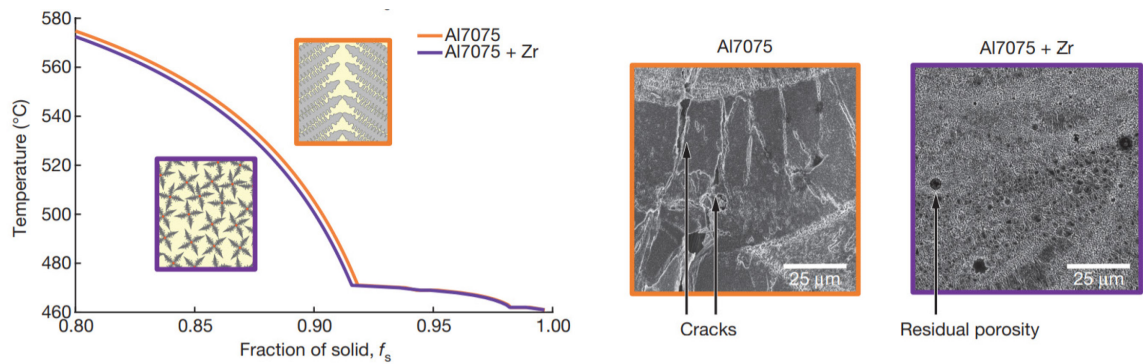 580
560
540
520
500
480
460
Temperature (°C)
0.80
0.85
0.90
0.95
1.00
Fraction of solid, fs
Al7075
Al7075 + Zr
Al7075
25 µm
Cracks
Al7075 + Zr
25 µm
Residual porosity